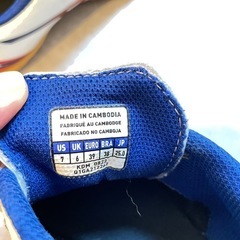 MADE IN CAMBODIA
FABRIQUÉ AU CAMBODGE
FABRICADO NO CAMBOJA
US UK EURO BRA JP
7 6 39 38 25.0
KDM